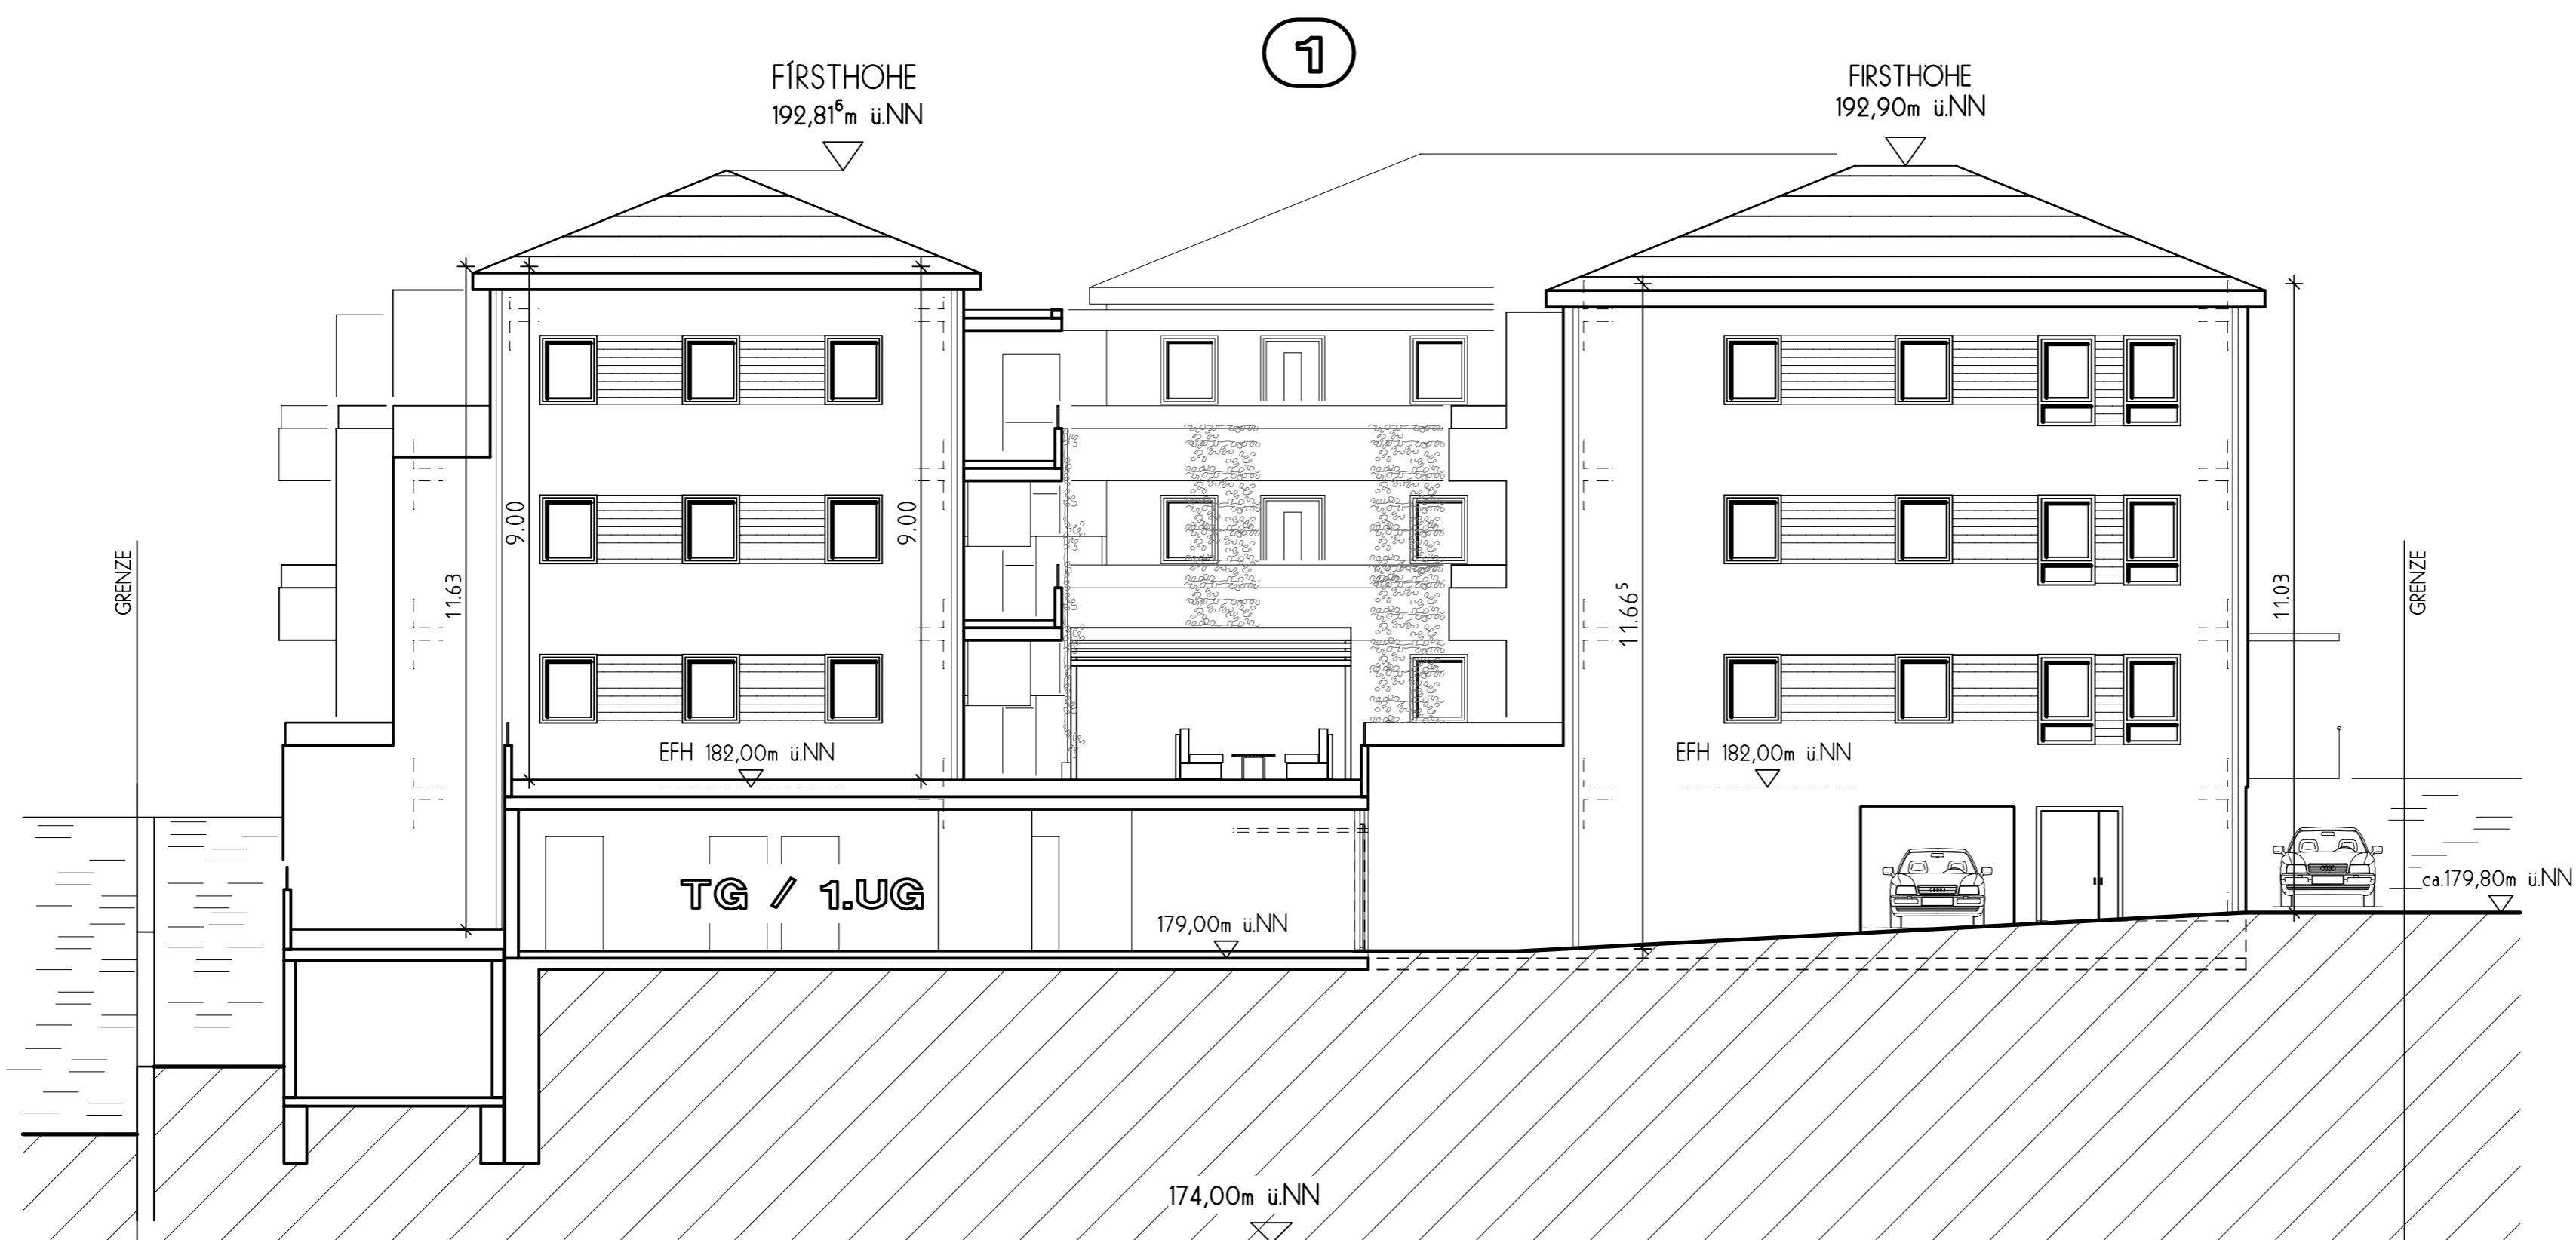 1
FIRSTHÖHE
192,81⁵m ü.NN
FIRSTHÖHE
192,90m ü.NN
GRENZE
11.63
9.00
9.00
11.66⁵
11.03
GRENZE
EFH 182,00m ü.NN
EFH 182,00m ü.NN
TG / 1.UG
179,00m ü.NN
ca.179,80m ü.NN
174,00m ü.NN